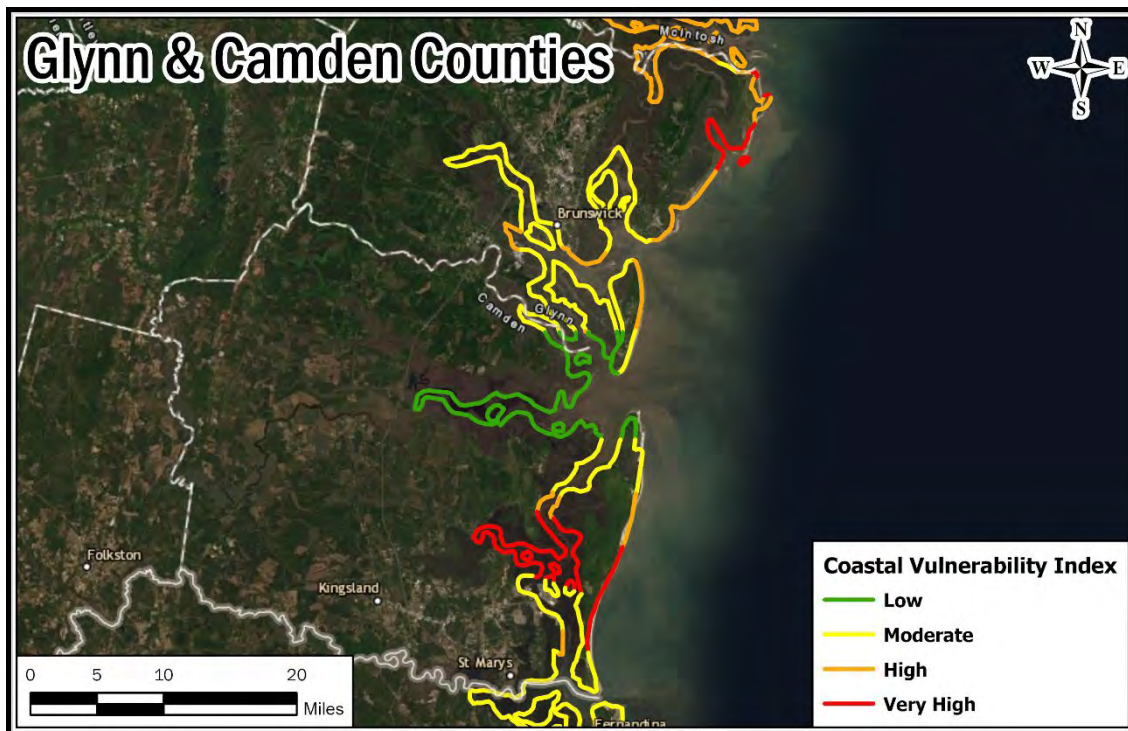 Glynn & Camden Counties
McIntosh
N
W E
S
Brunswick
Glynn
Camden
Folkston
Kingsland
St Marys
Fernandina
Coastal Vulnerability Index
Low
Moderate
High
Very High
0 5 10 20
Miles